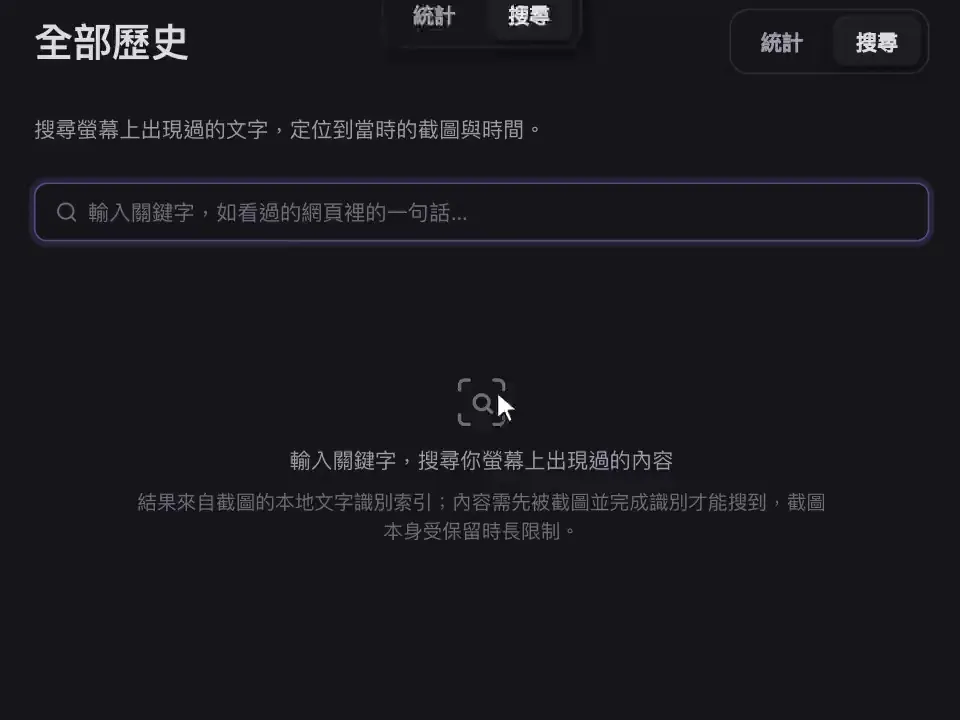 統計 搜尋
全部歷史
統計 搜尋
搜尋螢幕上出現過的文字，定位到當時的截圖與時間。
輸入關鍵字，如看過的網頁裡的一句話...
輸入關鍵字，搜尋你螢幕上出現過的內容
結果來自截圖的本地文字識別索引；內容需先被截圖並完成識別才能搜到，截圖
本身受保留時長限制。